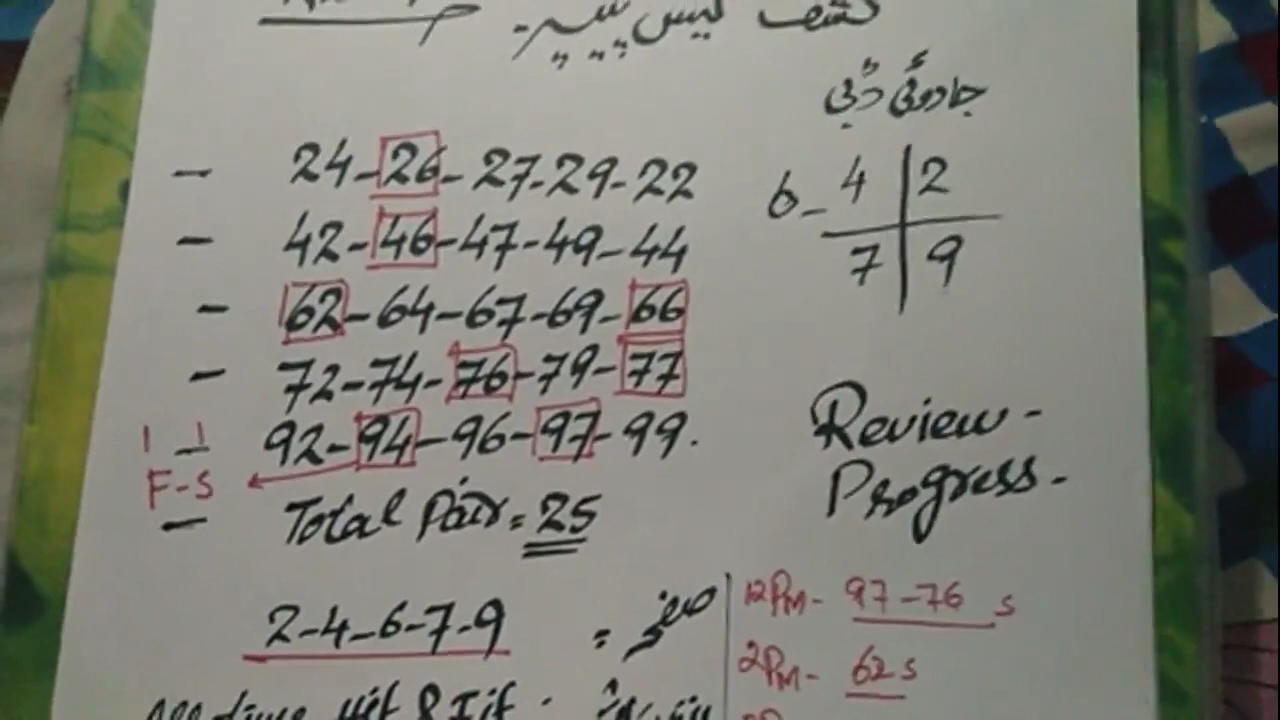 کشف گیس پیپر۔
جادوئی ڈبی
24-26-27-29-22
42-46-47-49-44
62-64-67-69-66
72-74-76-79-77
92-94-96-97-99.
6-4 2
7 9
1 1
F-S
Total Pair = 25
Review-
Progress-
2-4-6-7-9 =
12PM- 97-76 s
2PM- 62 s